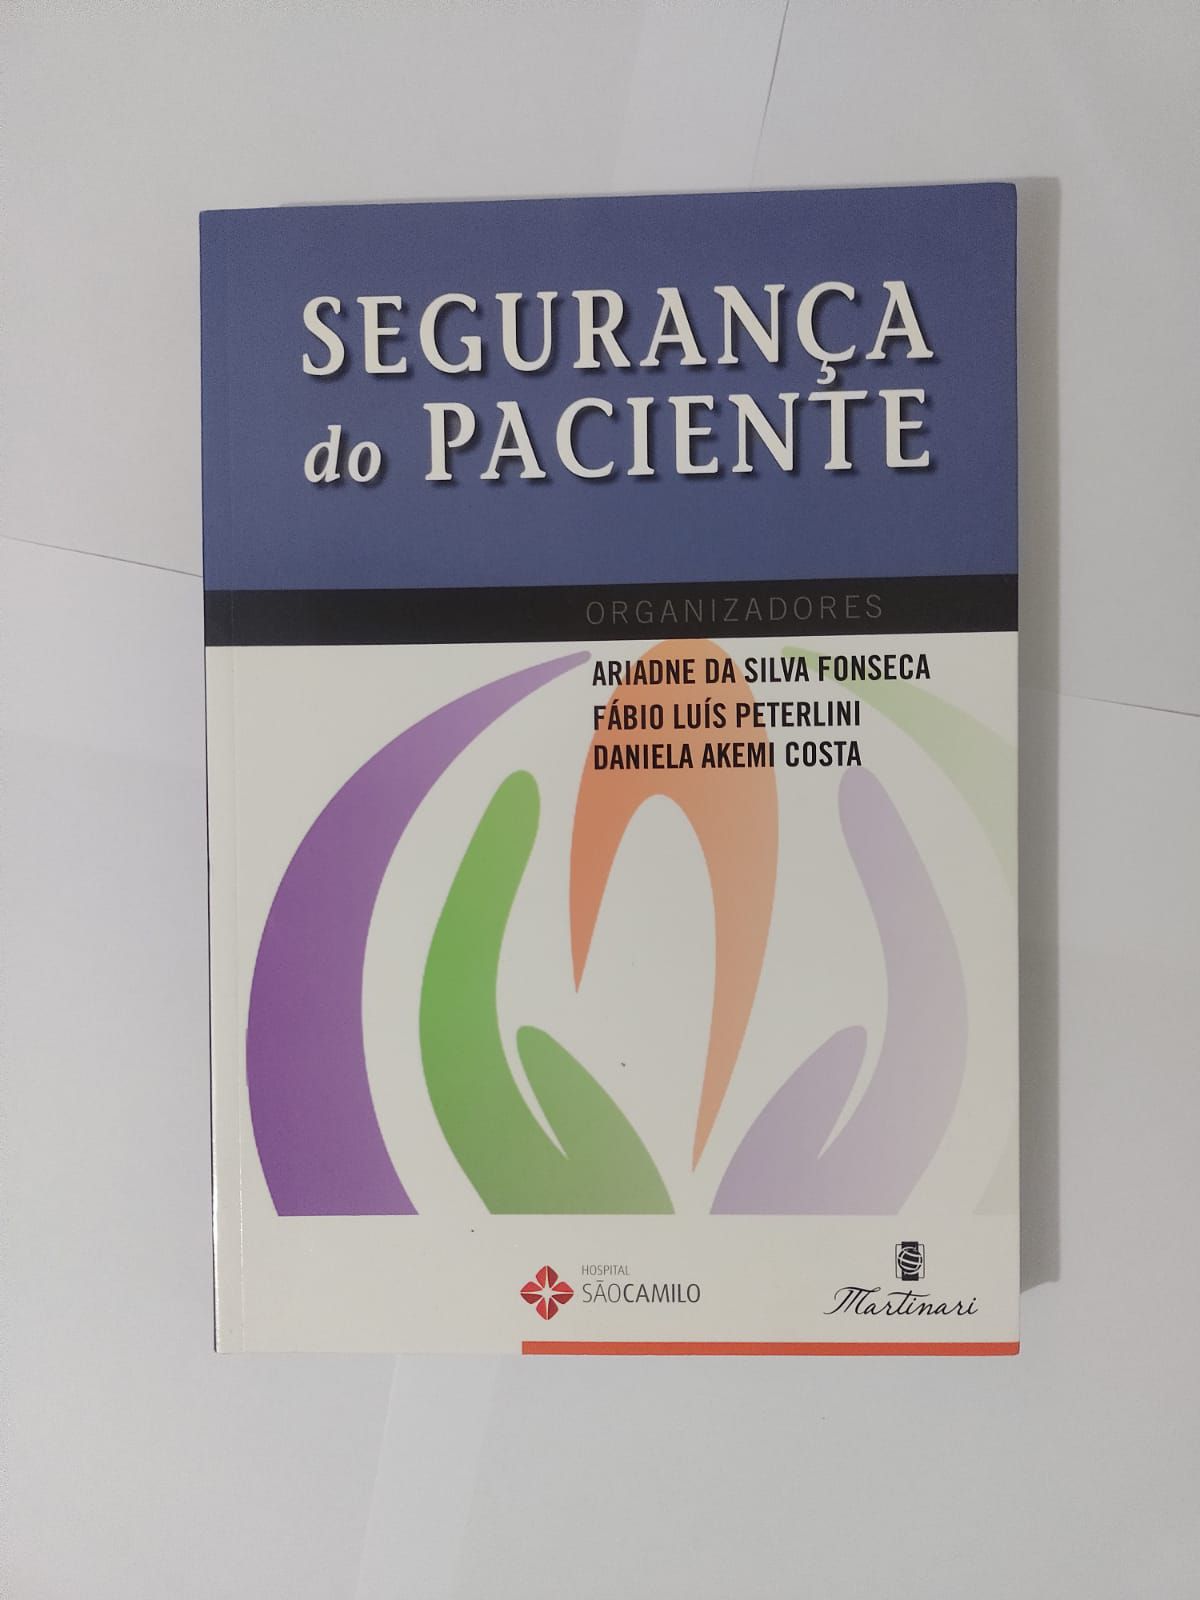 SEGURANÇA
do PACIENTE
ORGANIZADORES
ARIADNE DA SILVA FONSECA
FÁBIO LUÍS PETERLINI
DANIELA AKEMI COSTA
HOSPITAL
SÃOCAMILO
Martinari